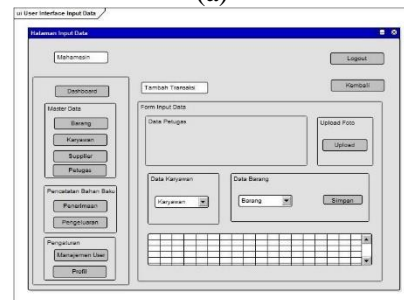 (a)
ui User Interface Input Data
Halaman Input Data
Mahamasin
Logout
Dashboard
Tambah Transaksi
Kembali
Master Data
Barang
Karyawan
Supplier
Petugas
Form Input Data
Data Petugas
Upload Foto
Upload
Data Karyawan
Karyawan
Data Barang
Barang
Simpan
Pencatatan Bahan Baku
Penerimaan
Pengeluaran
Pengaturan
Manajemen User
Profil